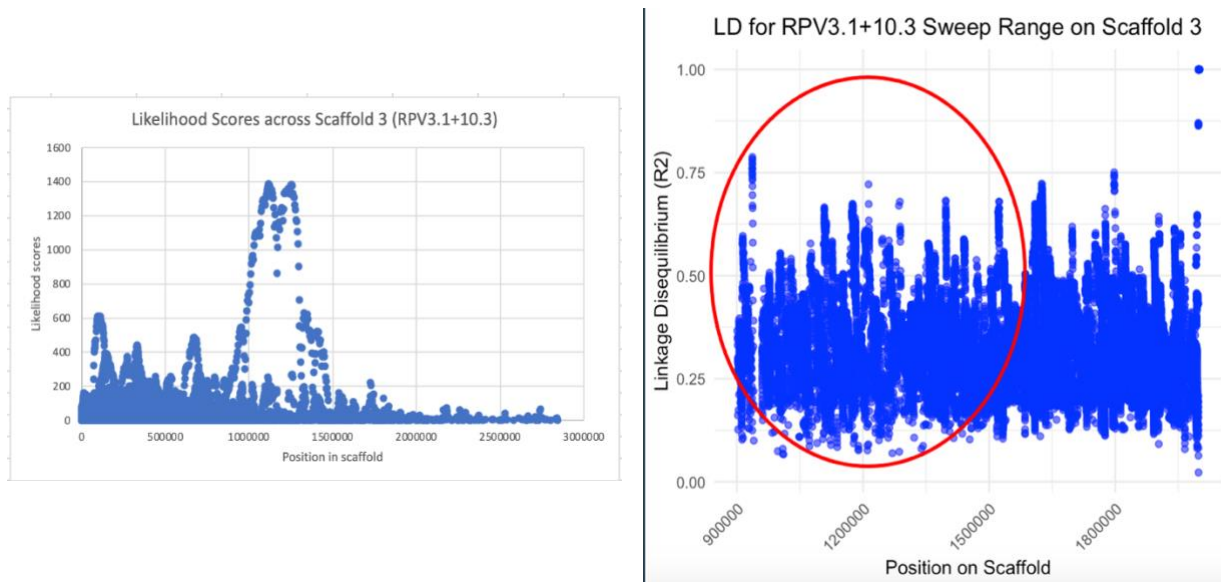 Likelihood Scores across Scaffold 3 (RPV3.1+10.3)
1600
1400
1200
1000
800
600
400
200
0
Likelihood scores
0 500000 1000000 1500000 2000000 2500000 3000000
Position in scaffold
LD for RPV3.1+10.3 Sweep Range on Scaffold 3
1.00
0.75
0.50
0.25
0.00
Linkage Disequilibrium (R2)
900000 1200000 1500000 1800000
Position on Scaffold